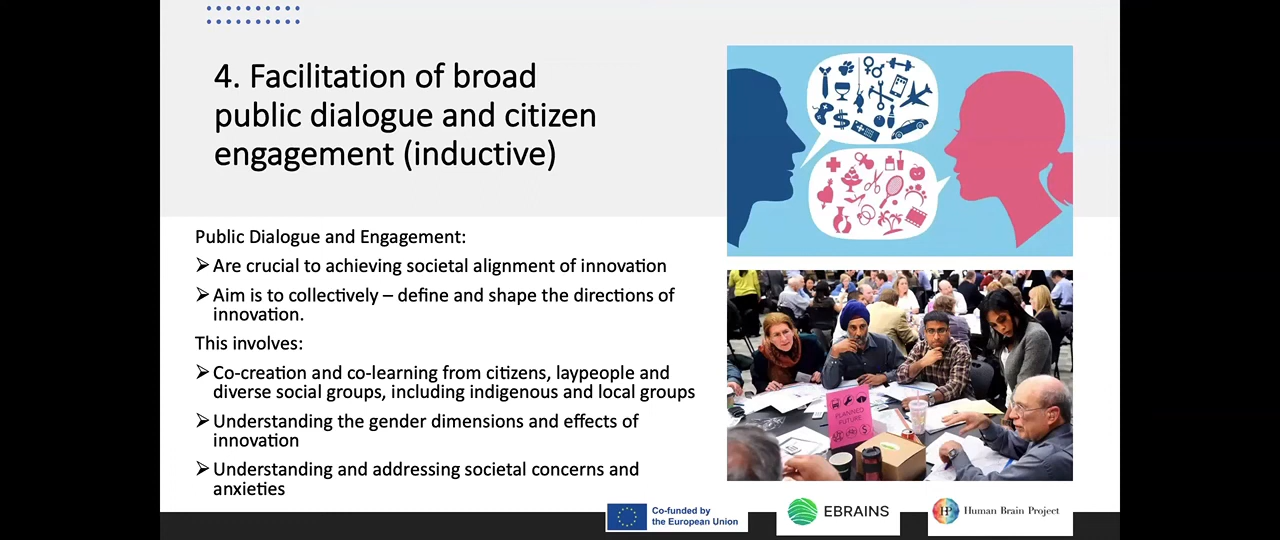 4. Facilitation of broad
public dialogue and citizen
engagement (inductive)
Public Dialogue and Engagement:
➢Are crucial to achieving societal alignment of innovation
➢Aim is to collectively – define and shape the directions of
innovation.
This involves:
➢Co-creation and co-learning from citizens, laypeople and
diverse social groups, including indigenous and local groups
➢Understanding the gender dimensions and effects of
innovation
➢Understanding and addressing societal concerns and
anxieties
$
PLANNED
FUTURE
$
Co-funded by
the European Union
EBRAINS
HP Human Brain Project